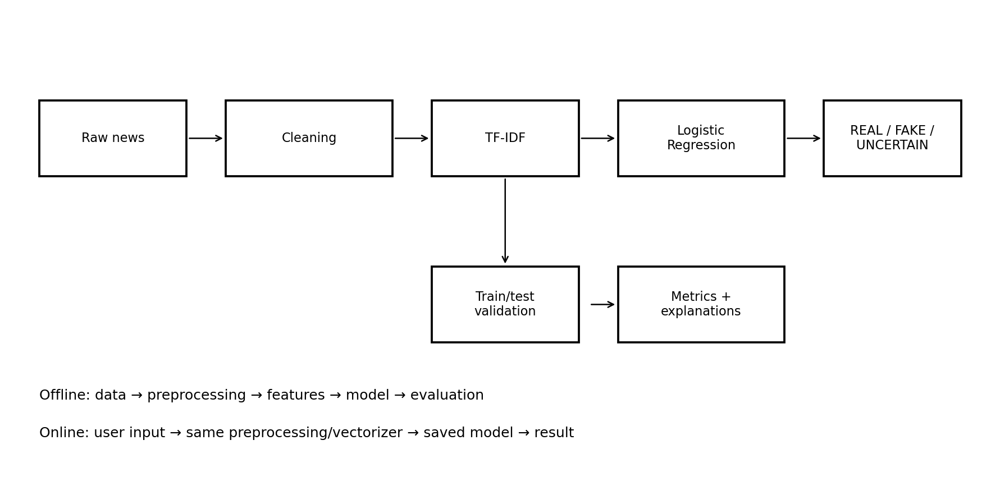 Raw news
Cleaning
TF-IDF
Logistic
Regression
REAL / FAKE /
UNCERTAIN
Train/test
validation
Metrics +
explanations
Offline: data → preprocessing → features → model → evaluation
Online: user input → same preprocessing/vectorizer → saved model → result